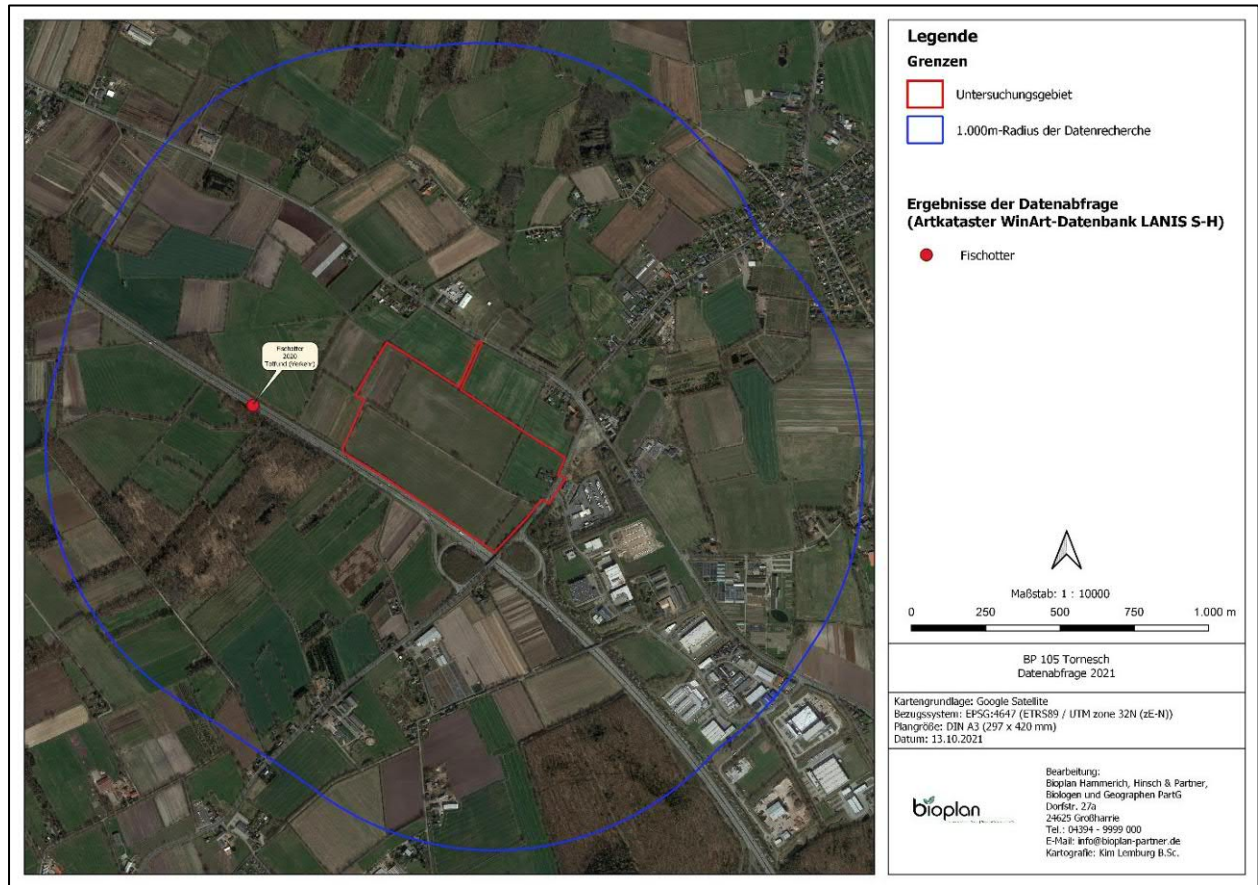 Fischotter
2020
Totfund (Verkehr)
Legende
Grenzen
Untersuchungsgebiet
1.000m-Radius der Datenrecherche
Ergebnisse der Datenabfrage
(Artkataster WinArt-Datenbank LANIS S-H)
Fischotter
Maßstab: 1 : 10000
0 250 500 750 1.000 m
BP 105 Tornesch
Datenabfrage 2021
Kartengrundlage: Google Satellite
Bezugssystem: EPSG:4647 (ETRS89 / UTM zone 32N (zE-N))
Plangröße: DIN A3 (297 x 420 mm)
Datum: 13.10.2021
bioplan
Bearbeitung:
Bioplan Hammerich, Hinsch & Partner,
Biologen und Geographen PartG
Dorfstr. 27a
24625 Großharrie
Tel.: 04394 - 9999 000
E-Mail: info@bioplan-partner.de
Kartografie: Kim Lemburg B.Sc.